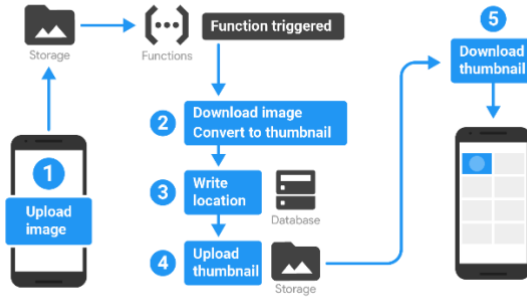 Storage
Functions
Function triggered
1
Upload
image
2
Download image
Convert to thumbnail
3
Write
location
Database
4
Upload
thumbnail
Storage
5
Download
thumbnail